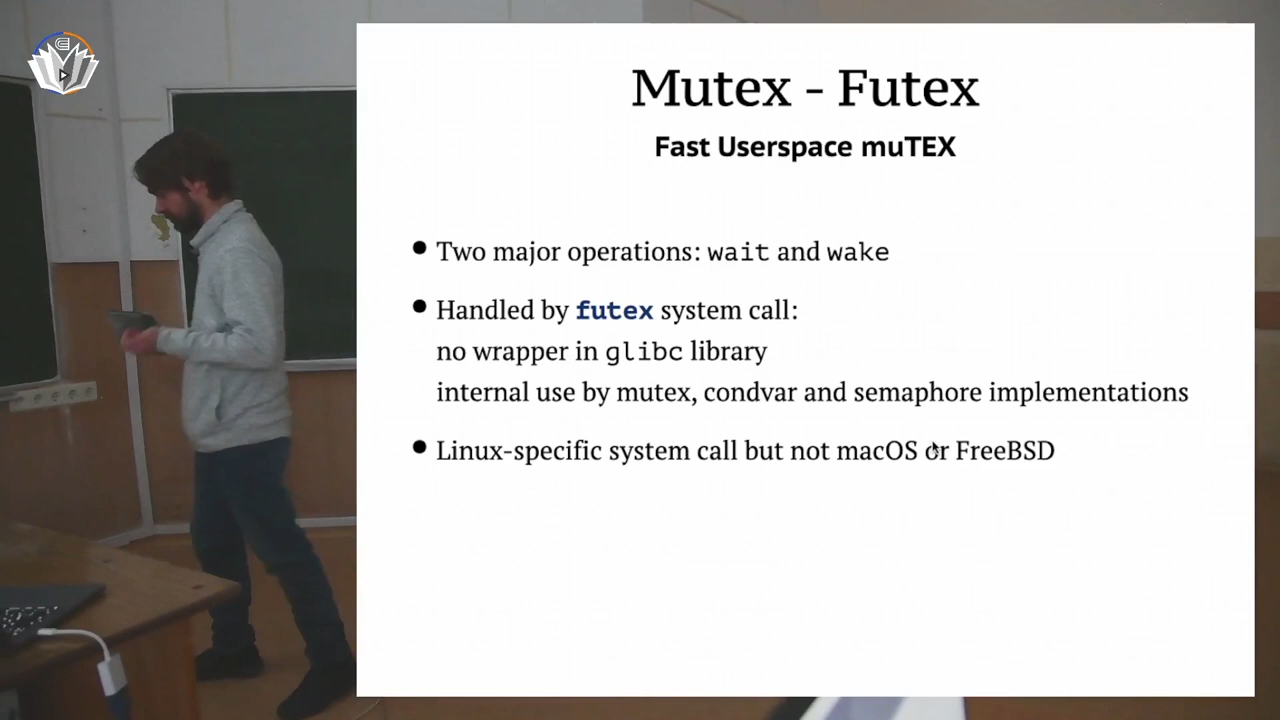 Mutex - Futex
Fast Userspace muTEX
Two major operations: wait and wake
Handled by futex system call:
no wrapper in glibc library
internal use by mutex, condvar and semaphore implementations
Linux-specific system call but not macOS or FreeBSD